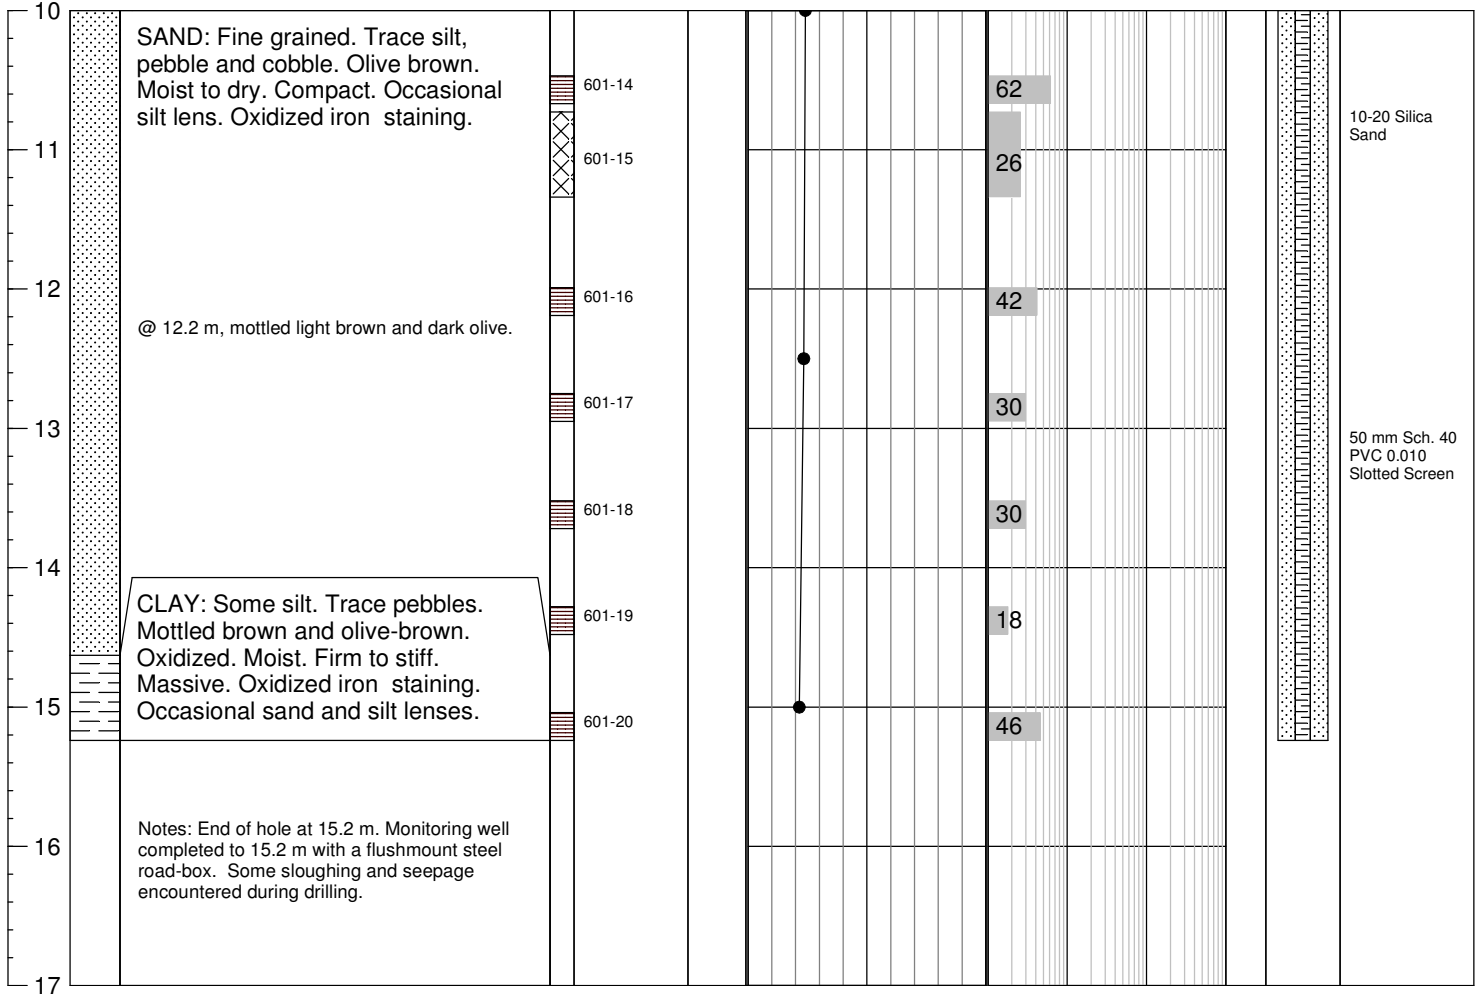 10
SAND: Fine grained. Trace silt,
pebble and cobble. Olive brown.
Moist to dry. Compact. Occasional
silt lens. Oxidized iron  staining.
601-14
62
10-20 Silica
Sand
11
601-15
26
12
601-16
42
@ 12.2 m, mottled light brown and dark olive.
601-17
30
13
50 mm Sch. 40
PVC 0.010
Slotted Screen
601-18
30
14
CLAY: Some silt. Trace pebbles.
Mottled brown and olive-brown.
Oxidized. Moist. Firm to stiff.
Massive. Oxidized iron  staining.
Occasional sand and silt lenses.
601-19
18
15
601-20
46
Notes: End of hole at 15.2 m. Monitoring well
completed to 15.2 m with a flushmount steel
road-box.  Some sloughing and seepage
encountered during drilling.
16
17